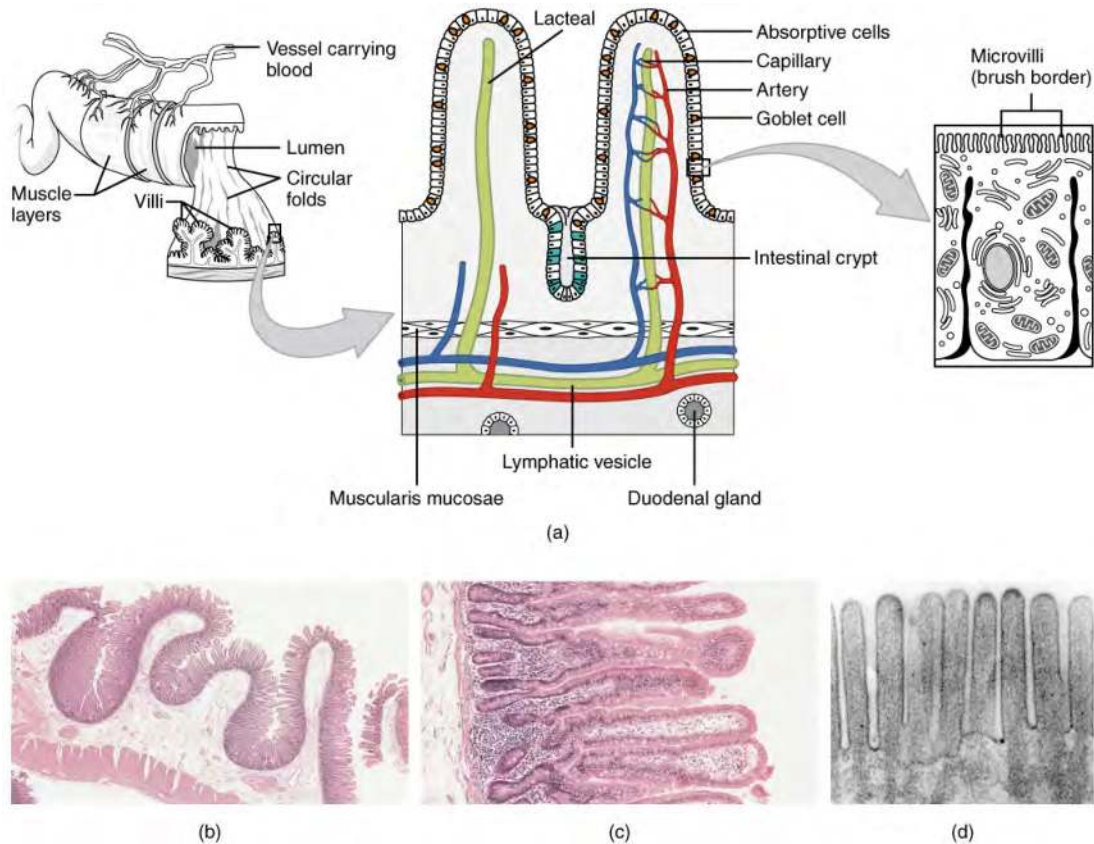 Vessel carrying
blood
Lumen
Circular
folds
Muscle
layers
Villi
Lacteal
Absorptive cells
Capillary
Artery
Goblet cell
Intestinal crypt
Lymphatic vesicle
Muscularis mucosae
Duodenal gland
Microvilli
(brush border)
(a)
(b)
(c)
(d)